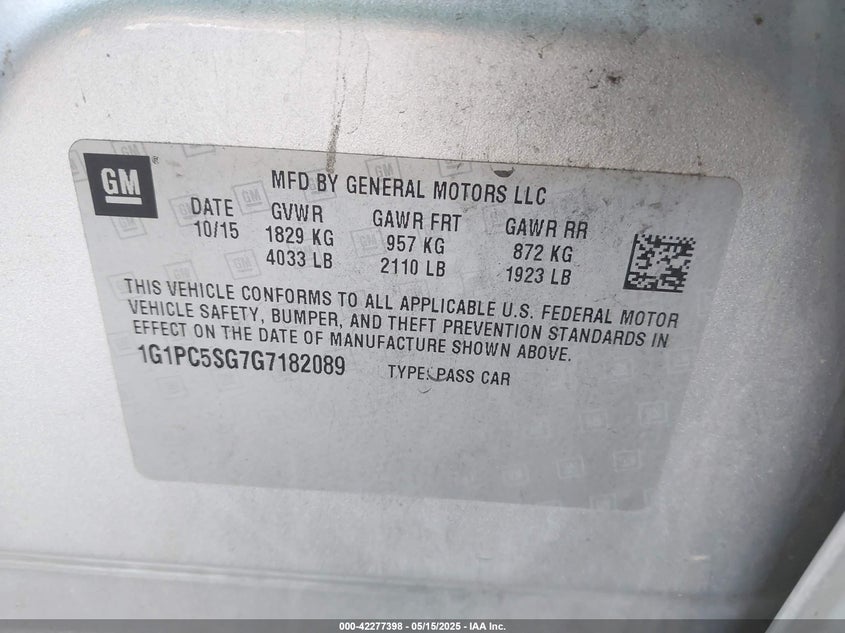 GM
MFD BY GENERAL MOTORS LLC
DATE GVWR GAWR FRT GAWR RR
10/15 1829 KG 957 KG 872 KG
4033 LB 2110 LB 1923 LB
THIS VEHICLE CONFORMS TO ALL APPLICABLE U.S. FEDERAL MOTOR
VEHICLE SAFETY, BUMPER, AND THEFT PREVENTION STANDARDS IN
EFFECT ON THE DATE OF MANUFACTURE SHOWN ABOVE.
1G1PC5SG7G7182089 TYPE: PASS CAR
000-42277398 - 05/15/2025 - IAA Inc.